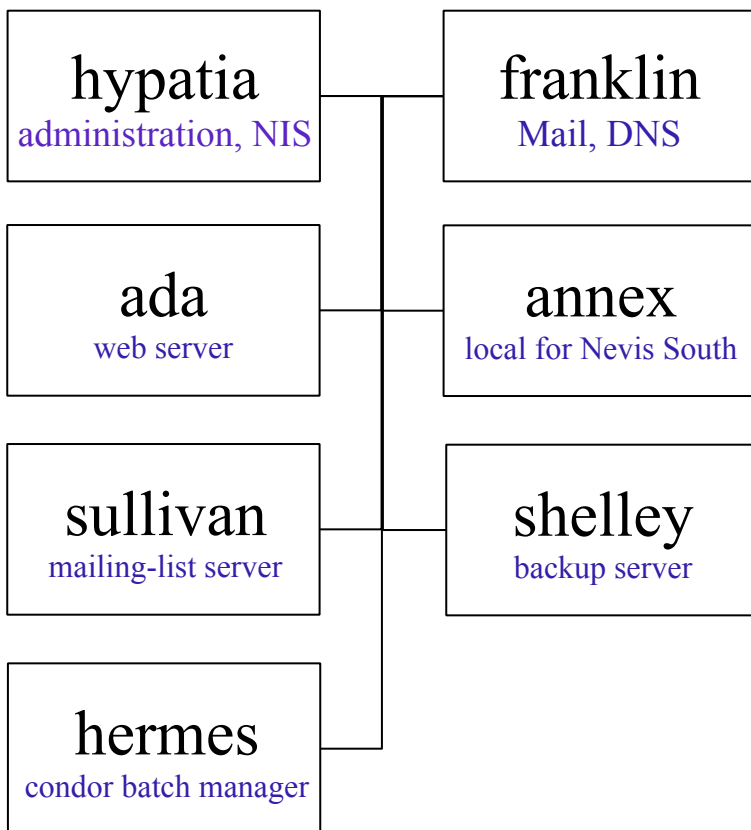 hypatia
administration, NIS
franklin
Mail, DNS
ada
web server
annex
local for Nevis South
sullivan
mailing-list server
shelley
backup server
hermes
condor batch manager